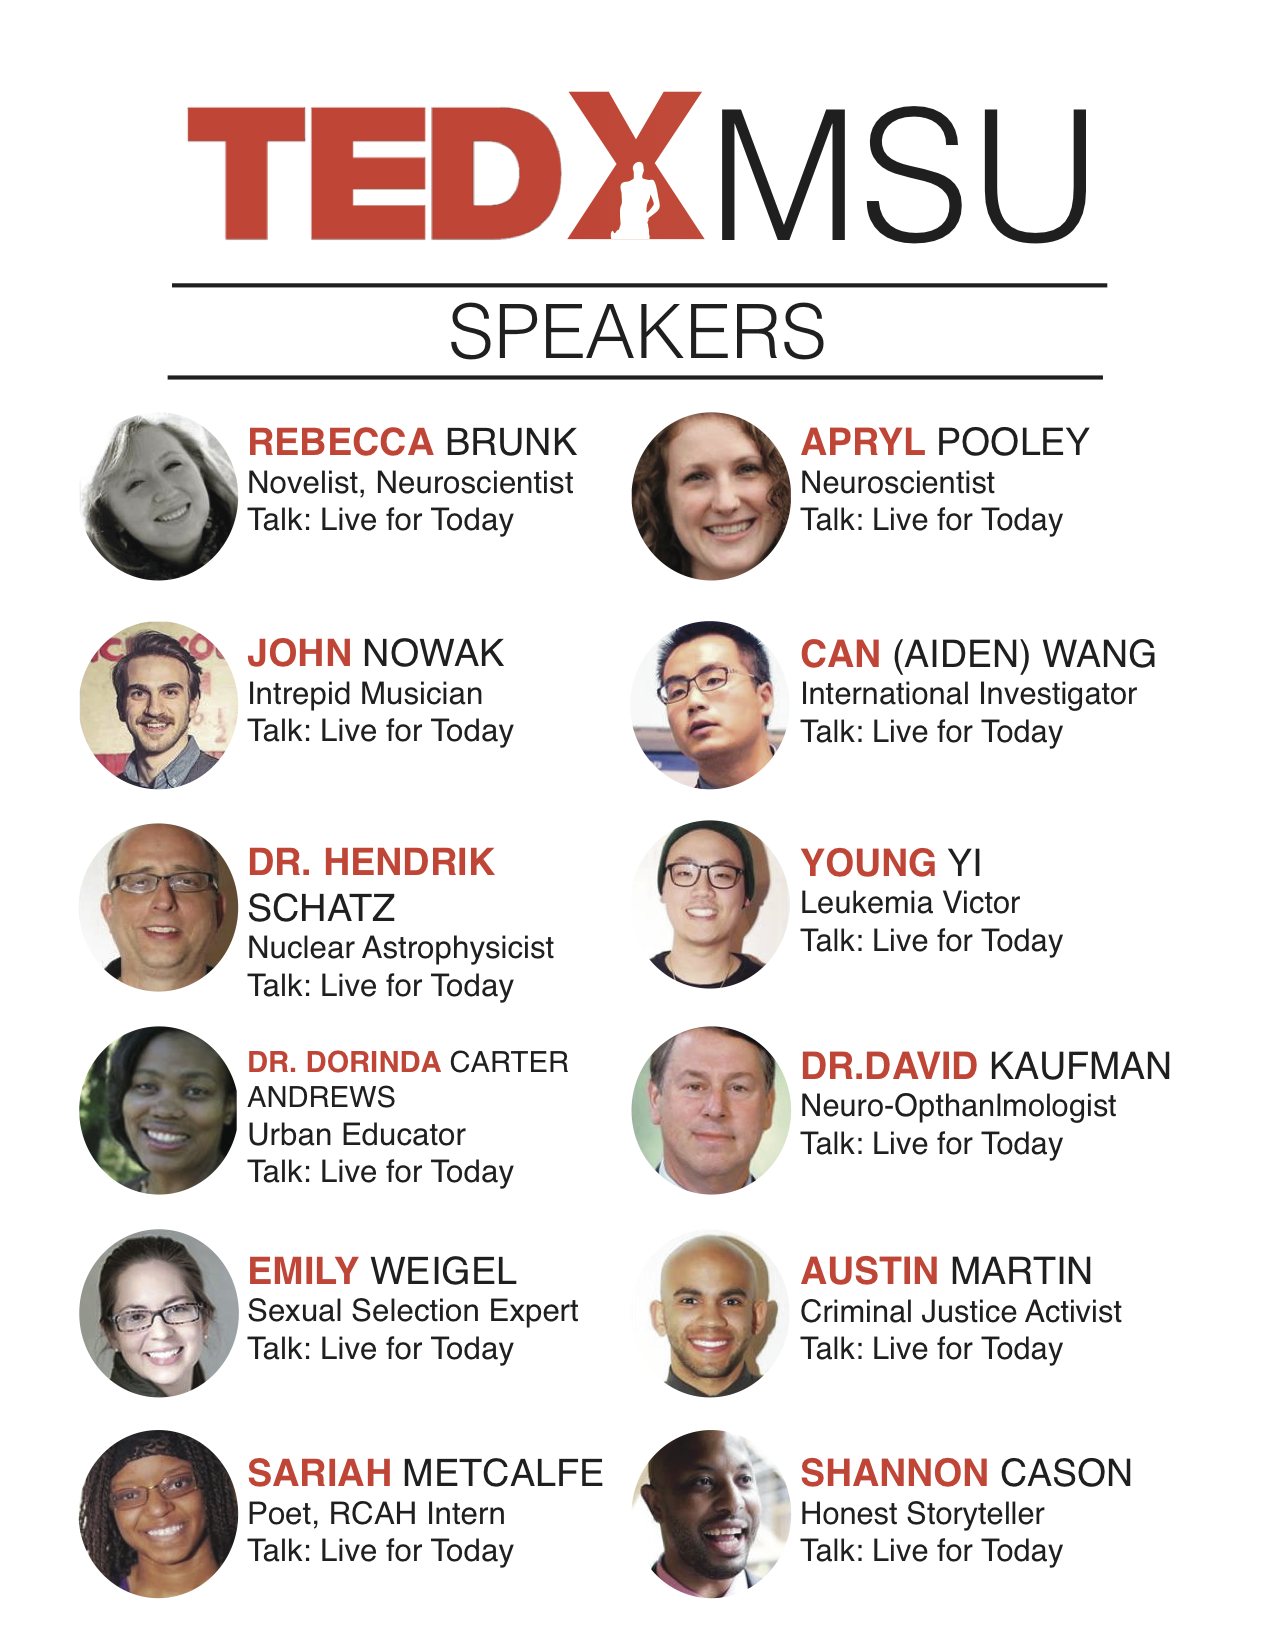 TEDXMSU
SPEAKERS
REBECCA BRUNK
Novelist, Neuroscientist
Talk: Live for Today
APRYL POOLEY
Neuroscientist
Talk: Live for Today
JOHN NOWAK
Intrepid Musician
Talk: Live for Today
CAN (AIDEN) WANG
International Investigator
Talk: Live for Today
DR. HENDRIK
SCHATZ
Nuclear Astrophysicist
Talk: Live for Today
YOUNG YI
Leukemia Victor
Talk: Live for Today
DR. DORINDA CARTER
ANDREWS
Urban Educator
Talk: Live for Today
DR.DAVID KAUFMAN
Neuro-Opthanlmologist
Talk: Live for Today
EMILY WEIGEL
Sexual Selection Expert
Talk: Live for Today
AUSTIN MARTIN
Criminal Justice Activist
Talk: Live for Today
SARIAH METCALFE
Poet, RCAH Intern
Talk: Live for Today
SHANNON CASON
Honest Storyteller
Talk: Live for Today